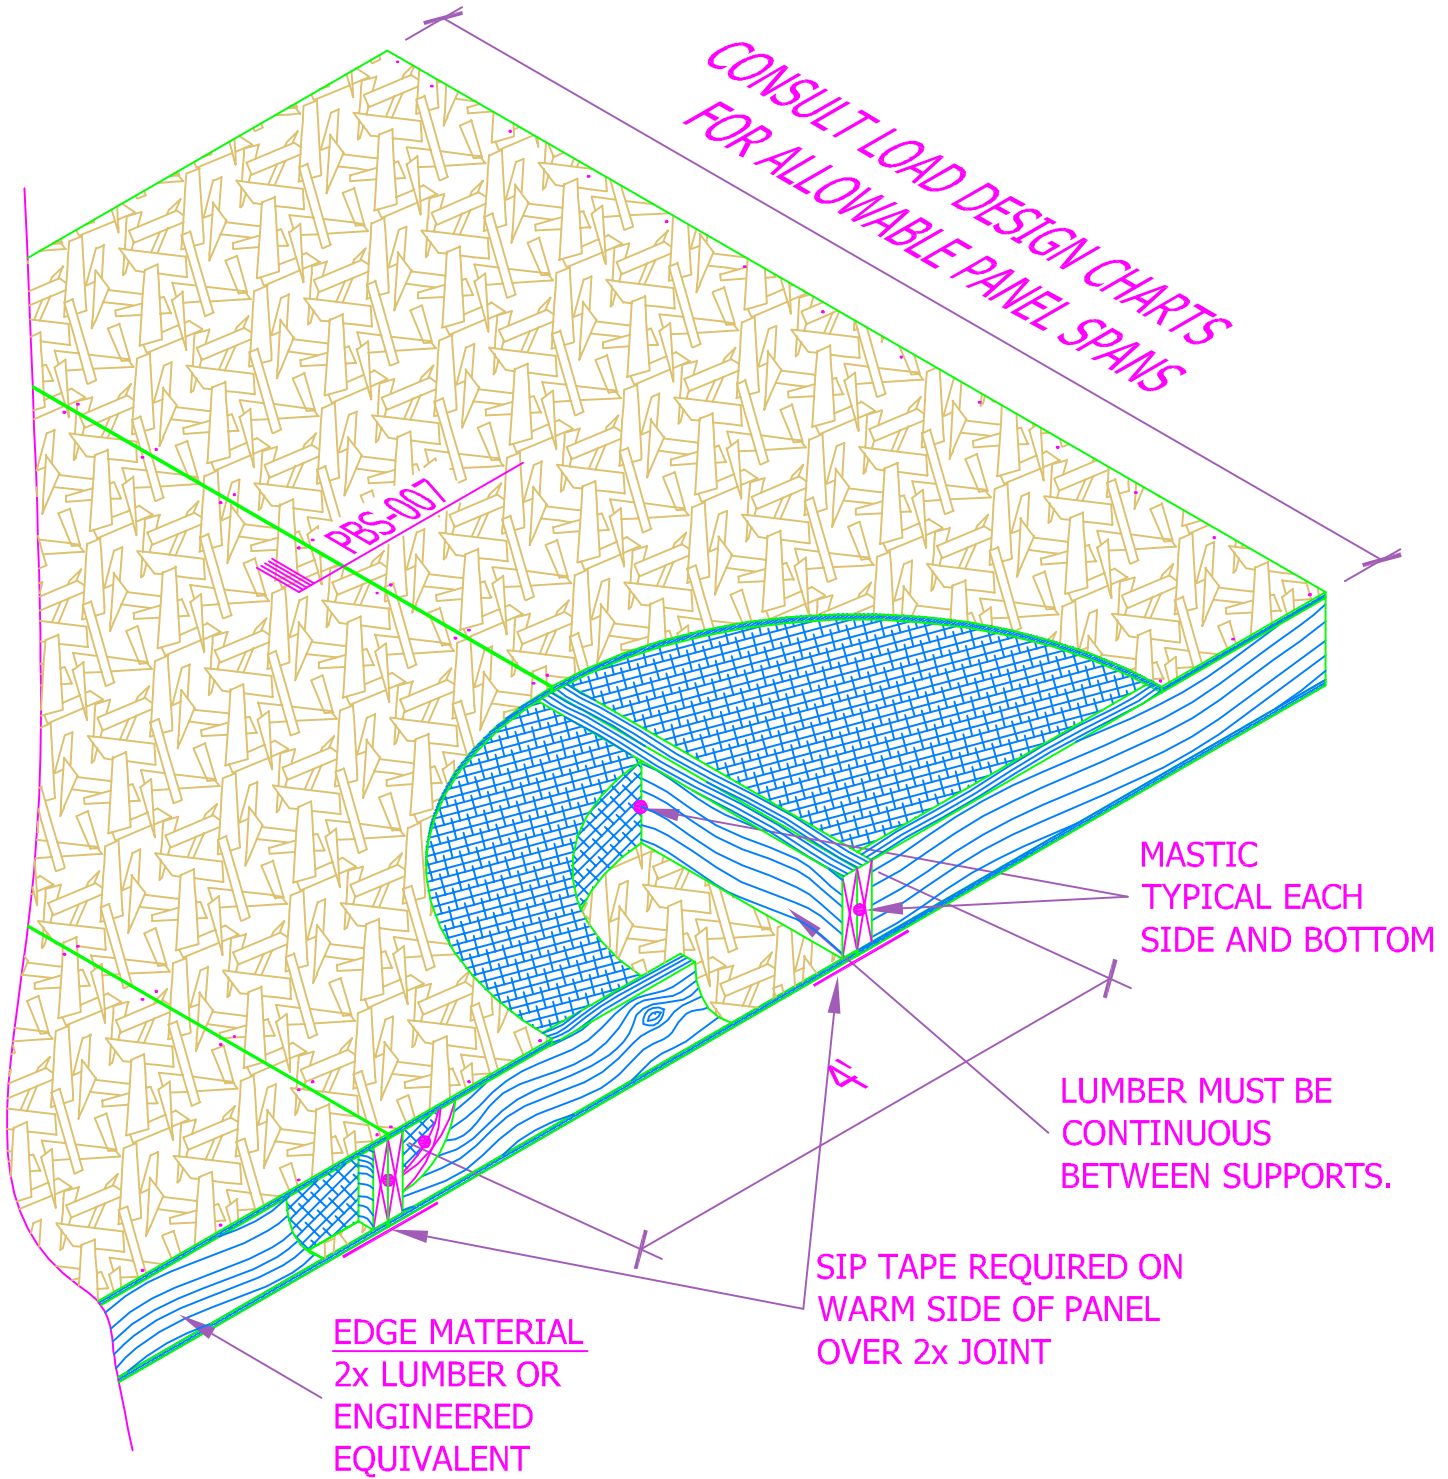 CONSULT LOAD DESIGN CHARTS
FOR ALLOWABLE PANEL SPANS
PBS-007
MASTIC
TYPICAL EACH
SIDE AND BOTTOM
4'
LUMBER MUST BE
CONTINUOUS
BETWEEN SUPPORTS.
SIP TAPE REQUIRED ON
WARM SIDE OF PANEL
OVER 2x JOINT
EDGE MATERIAL
2x LUMBER OR
ENGINEERED
EQUIVALENT